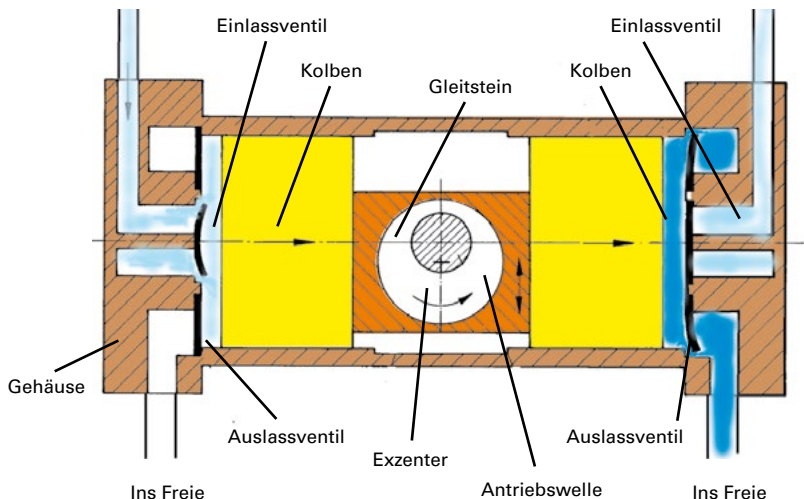 Einlassventil
Einlassventil
Kolben
Gleitstein
Kolben
Gehäuse
Auslassventil
Auslassventil
Exzenter
Ins Freie
Antriebswelle
Ins Freie